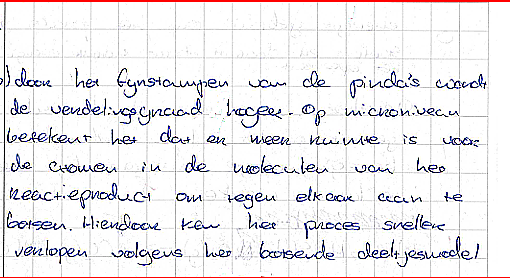 ) door het fynstampen van de pinda's wordt
de verdelingsgraad hoger. Op microniveau
betekent het dat er meer ruimte is voor
de atomen in de moleculen van het
reactieproduct om tegen elkaar aan te
botsen. Hierdoor kan het proces sneller
verlopen volgens het botsende deeltjesmodel